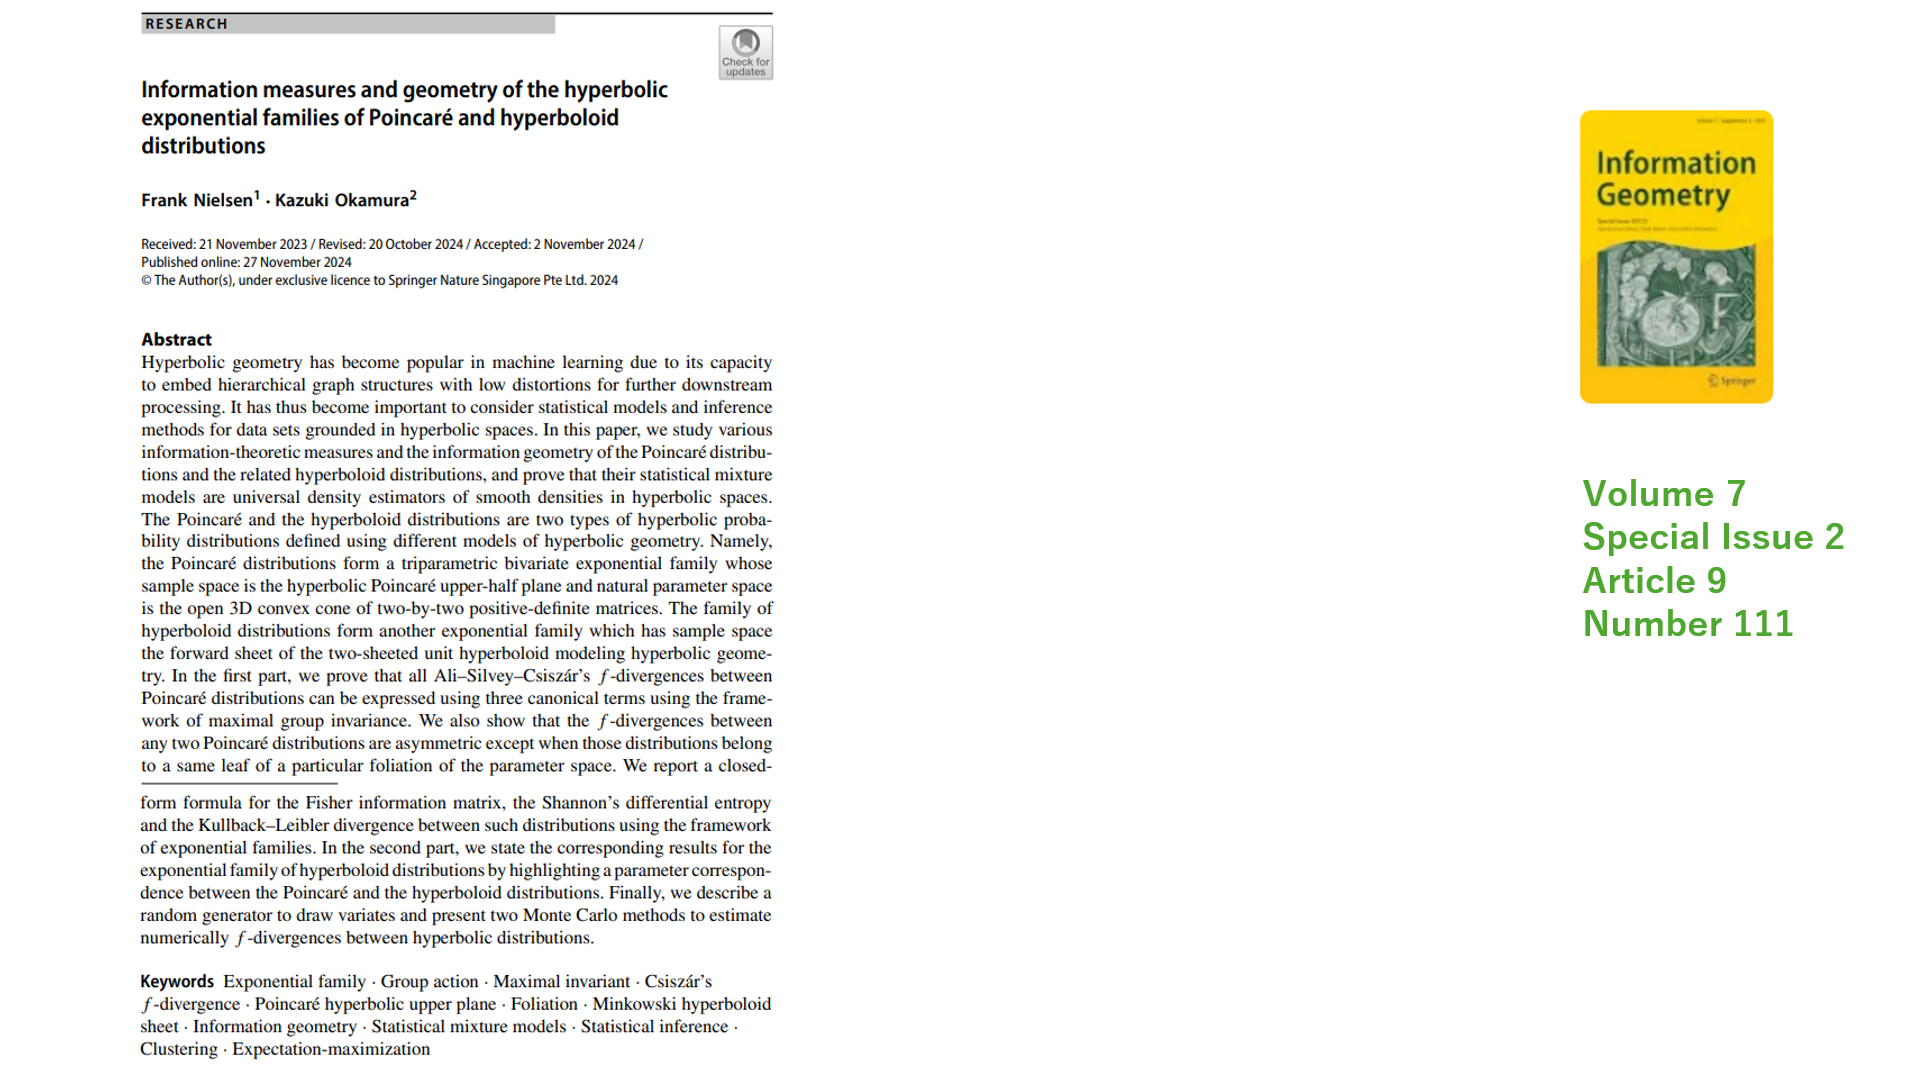 RESEARCH
Check for
updates
Information measures and geometry of the hyperbolic
exponential families of Poincaré and hyperboloid
distributions
Frank Nielsen1 · Kazuki Okamura2
Received: 21 November 2023 / Revised: 20 October 2024 / Accepted: 2 November 2024 /
Published online: 27 November 2024
© The Author(s), under exclusive licence to Springer Nature Singapore Pte Ltd. 2024
Abstract
Hyperbolic geometry has become popular in machine learning due to its capacity
to embed hierarchical graph structures with low distortions for further downstream
processing. It has thus become important to consider statistical models and inference
methods for data sets grounded in hyperbolic spaces. In this paper, we study various
information-theoretic measures and the information geometry of the Poincaré distribu-
tions and the related hyperboloid distributions, and prove that their statistical mixture
models are universal density estimators of smooth densities in hyperbolic spaces.
The Poincaré and the hyperboloid distributions are two types of hyperbolic proba-
bility distributions defined using different models of hyperbolic geometry. Namely,
the Poincaré distributions form a triparametric bivariate exponential family whose
sample space is the hyperbolic Poincaré upper-half plane and natural parameter space
is the open 3D convex cone of two-by-two positive-definite matrices. The family of
hyperboloid distributions form another exponential family which has sample space
the forward sheet of the two-sheeted unit hyperboloid modeling hyperbolic geome-
try. In the first part, we prove that all Ali–Silvey–Csiszár's f-divergences between
Poincaré distributions can be expressed using three canonical terms using the frame-
work of maximal group invariance. We also show that the f-divergences between
any two Poincaré distributions are asymmetric except when those distributions belong
to a same leaf of a particular foliation of the parameter space. We report a closed-
form formula for the Fisher information matrix, the Shannon's differential entropy
and the Kullback–Leibler divergence between such distributions using the framework
of exponential families. In the second part, we state the corresponding results for the
exponential family of hyperboloid distributions by highlighting a parameter correspon-
dence between the Poincaré and the hyperboloid distributions. Finally, we describe a
random generator to draw variates and present two Monte Carlo methods to estimate
numerically f-divergences between hyperbolic distributions.
Keywords Exponential family · Group action · Maximal invariant · Csiszár's
f-divergence · Poincaré hyperbolic upper plane · Foliation · Minkowski hyperboloid
sheet · Information geometry · Statistical mixture models · Statistical inference ·
Clustering · Expectation-maximization
Information
Geometry
Springer
Volume 7
Special Issue 2
Article 9
Number 111